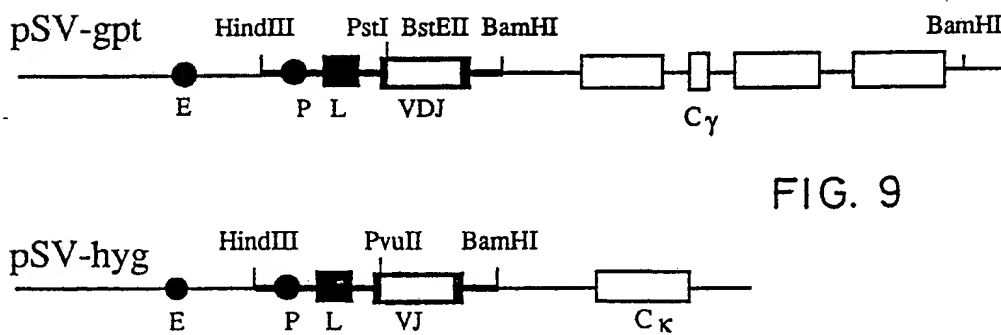 pSV-gpt HindIII PstI BstEII BamHI BamHI
E P L VDJ Cγ
FIG. 9
pSV-hyg HindIII PvuII BamHI
E P L VJ Cκ